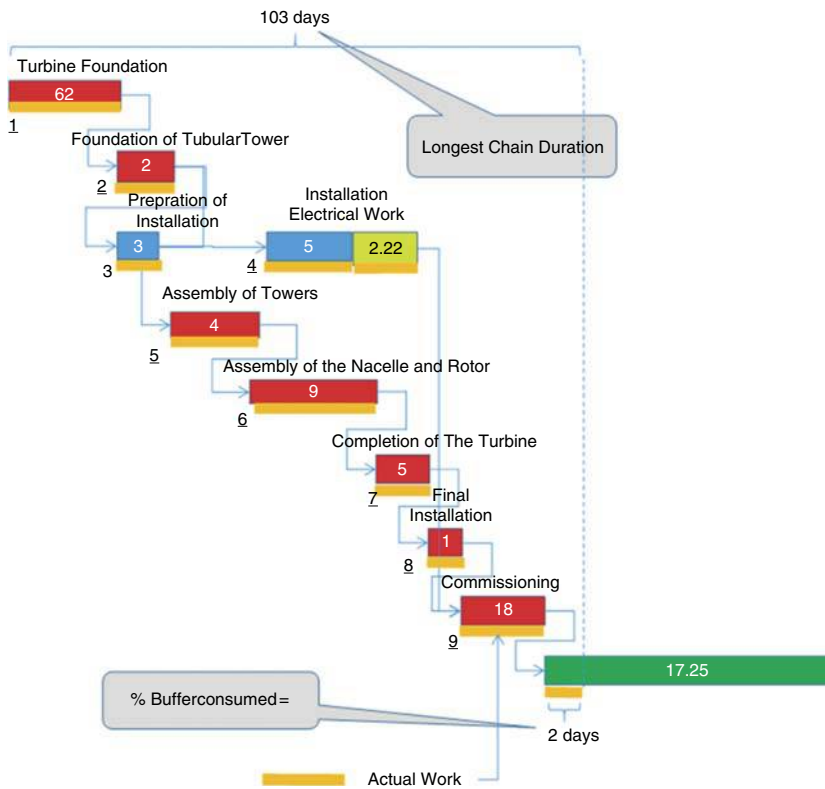 103 days
Turbine Foundation
62
1
Longest Chain Duration
Foundation of TubularTower
2
2
Prepration of
Installation
3
3
Installation
Electrical Work
5
2.22
4
Assembly of Towers
4
5
Assembly of the Nacelle and Rotor
9
6
Completion of The Turbine
5
7
Final
Installation
1
8
Commissioning
18
9
17.25
% Bufferconsumed =
2 days
Actual Work